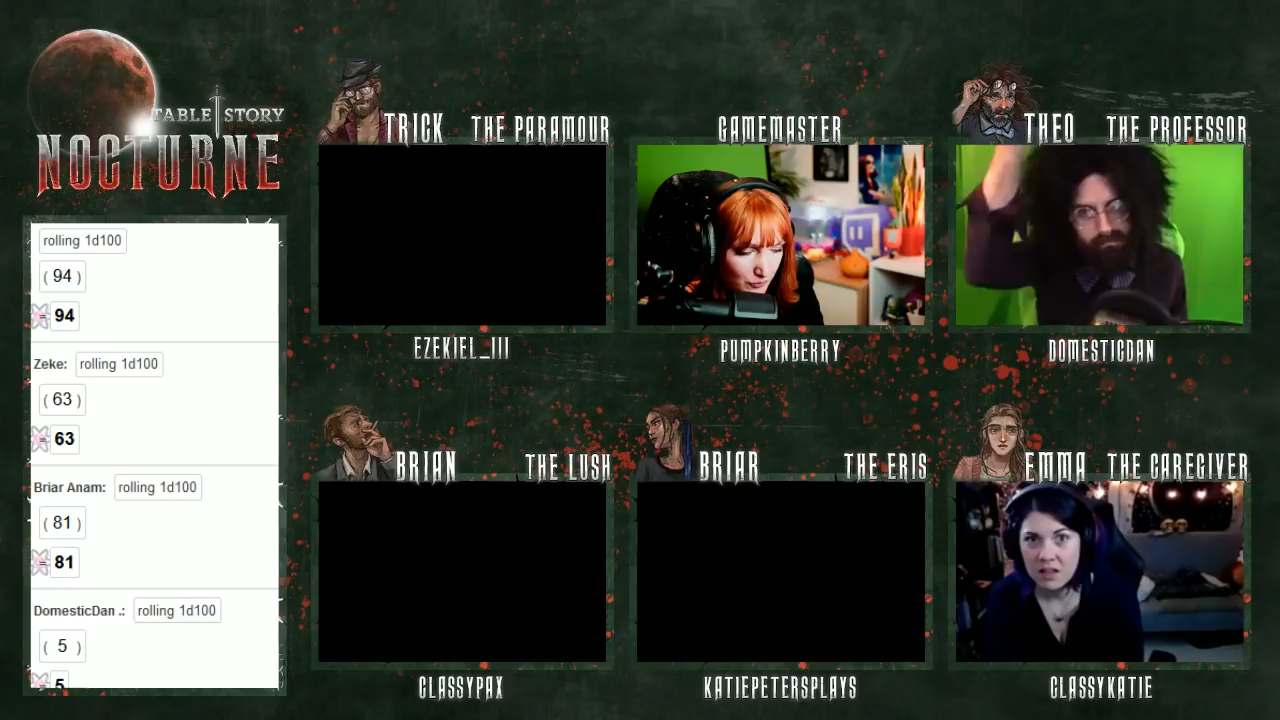 TABLE STORY
NOCTURNE
rolling 1d100
( 94 )
= 94
Zeke: rolling 1d100
( 63 )
= 63
Briar Anam: rolling 1d100
( 81 )
= 81
DomesticDan .: rolling 1d100
( 5 )
= 5
TRICK THE PARAMOUR
EZEKIEL_III
GAMEMASTER
PUMPKINBERRY
THEO THE PROFESSOR
DOMESTICDAN
BRIAN THE LUSH
CLASSYPAX
BRIAR THE ERIS
KATIEPETERSPLAYS
EMMA THE CAREGIVER
CLASSYKATIE